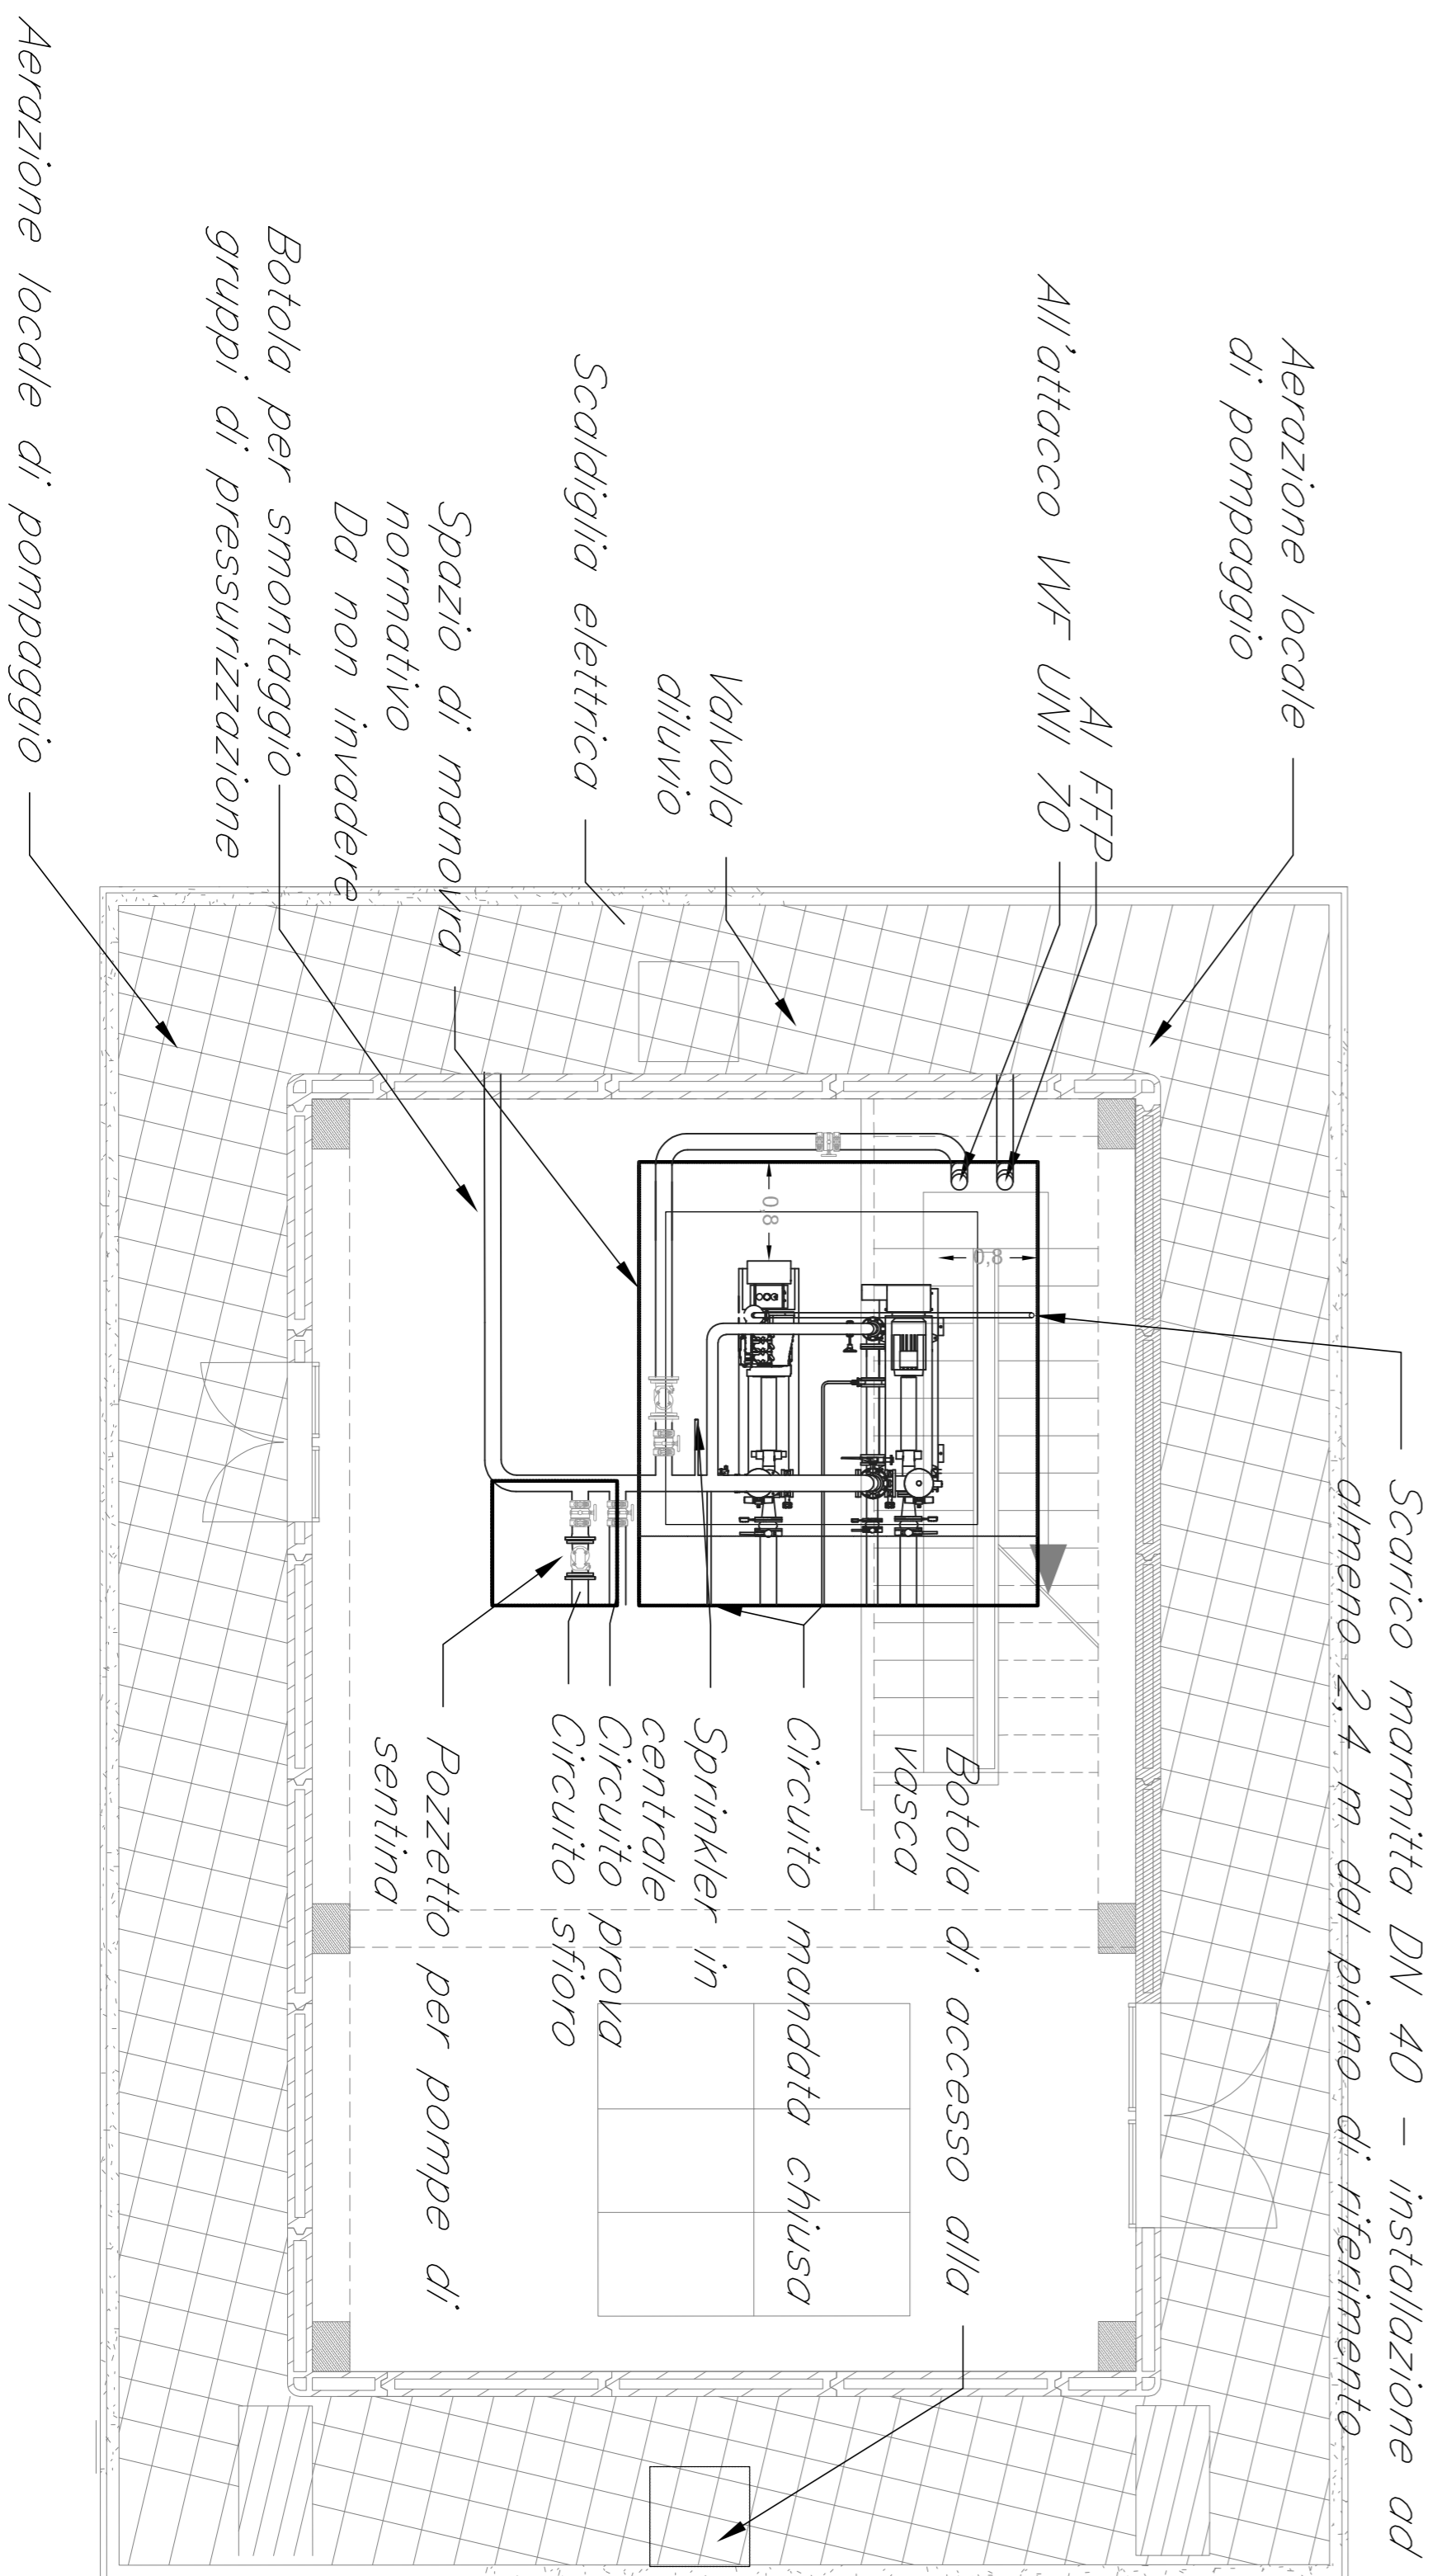 Scarico marmitta DN 40 - installazione ad
almeno 2,4 m dal piano di riferimento
Aerazione locale
di pompaggio
Al FFP
All'attacco VVF UNI 70
Valvola
diluvio
Scaldiglia elettrica
Spazio di manovra
normativo
Da non invadere
Botola per smontaggio
gruppi di pressurizzazione
Aerazione locale di pompaggio
0,8
0,8
Botola di accesso alla
vasca
Circuito mandata chiusa
Sprinkler in
centrale
Circuito prova
Circuito sfioro
Pozzetto per pompe di
sentina